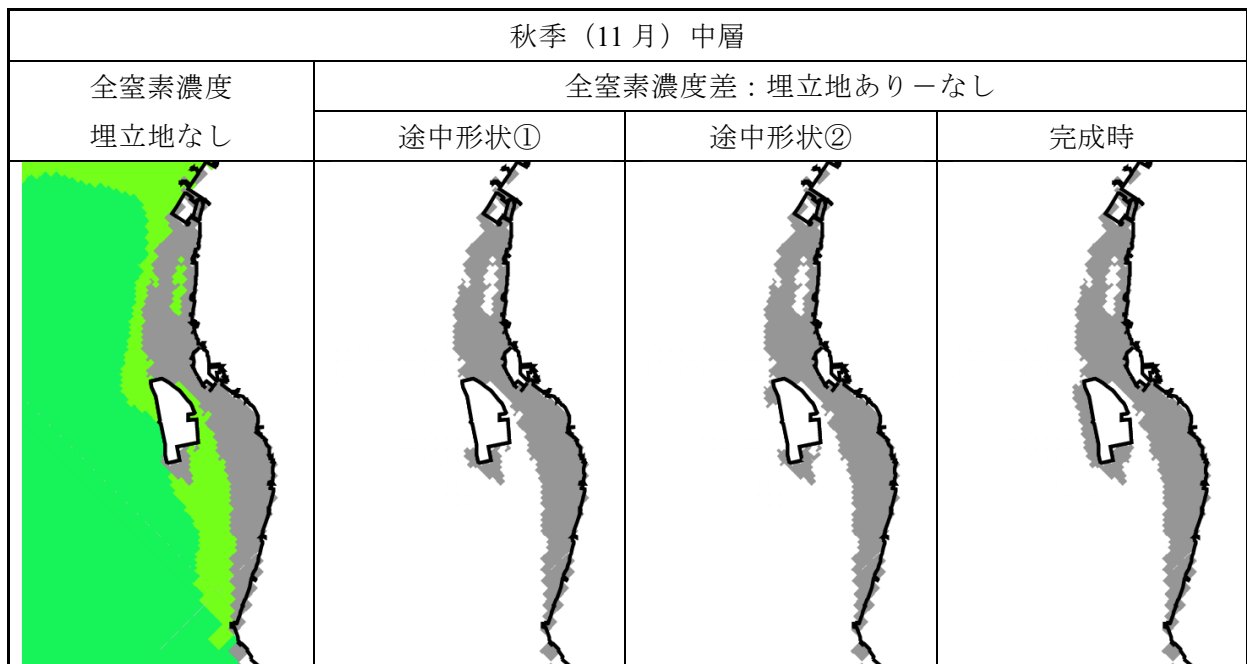 秋季（11月）中層
全窒素濃度
埋立地なし
全窒素濃度差：埋立地あり－なし
途中形状①
途中形状②
完成時